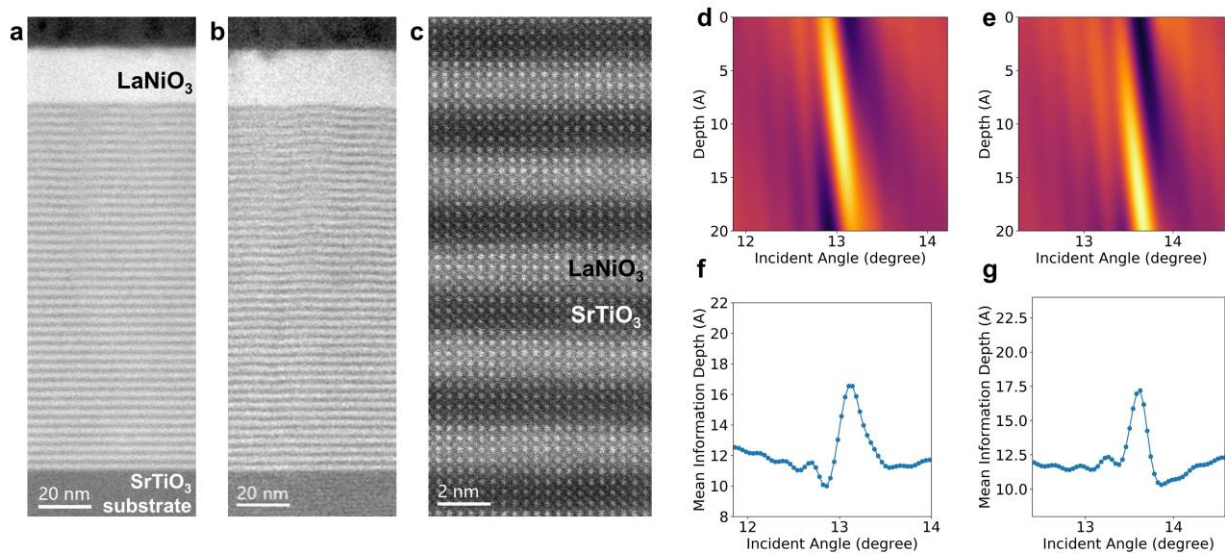 a
b
c
d
e
LaNiO3
20 nm
SrTiO3
substrate
20 nm
LaNiO3
SrTiO3
2 nm
0
5
10
15
20
Depth (A)
12
13
14
Incident Angle (degree)
0
5
10
15
20
Depth (A)
13
14
Incident Angle (degree)
f
22
20
18
16
14
12
10
8
Mean Information Depth (A)
12
13
14
Incident Angle (degree)
g
22.5
20.0
17.5
15.0
12.5
10.0
Mean Information Depth (A)
13
14
Incident Angle (degree)